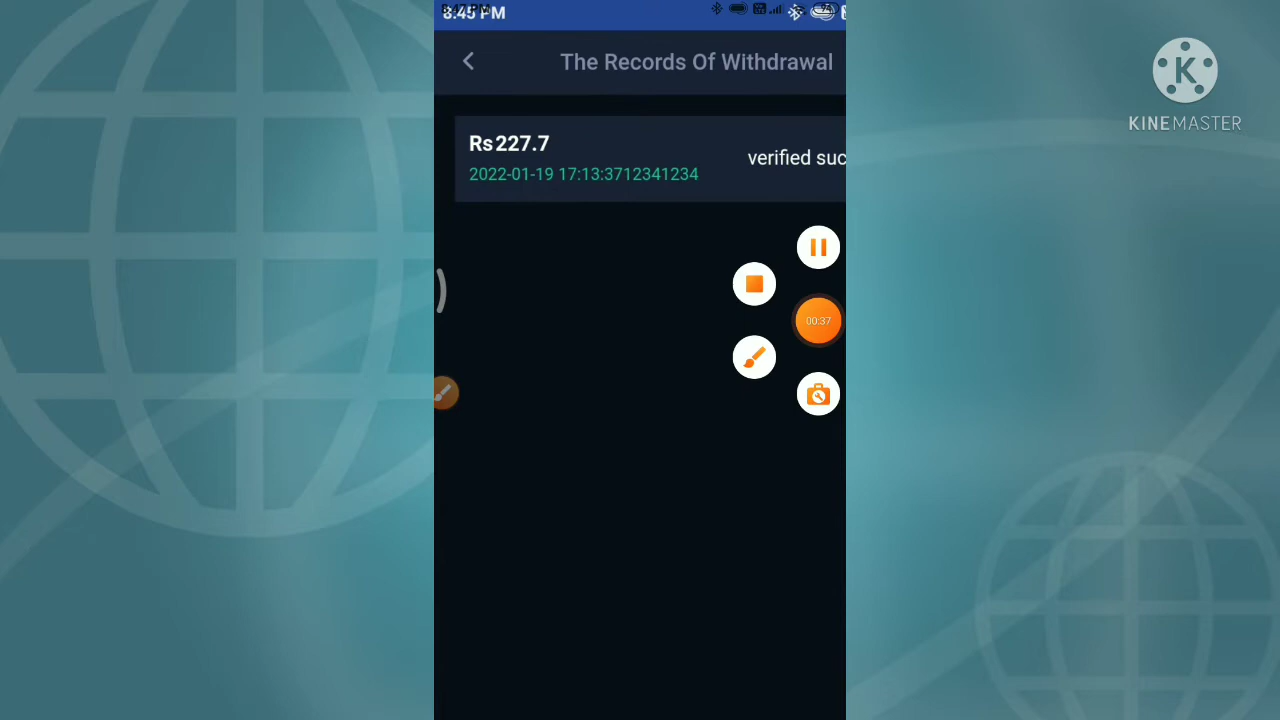 8:45 PM
The Records Of Withdrawal
Rs227.7
2022-01-19 17:13:3712341234
verified suc
00:37
K
KINEMASTER